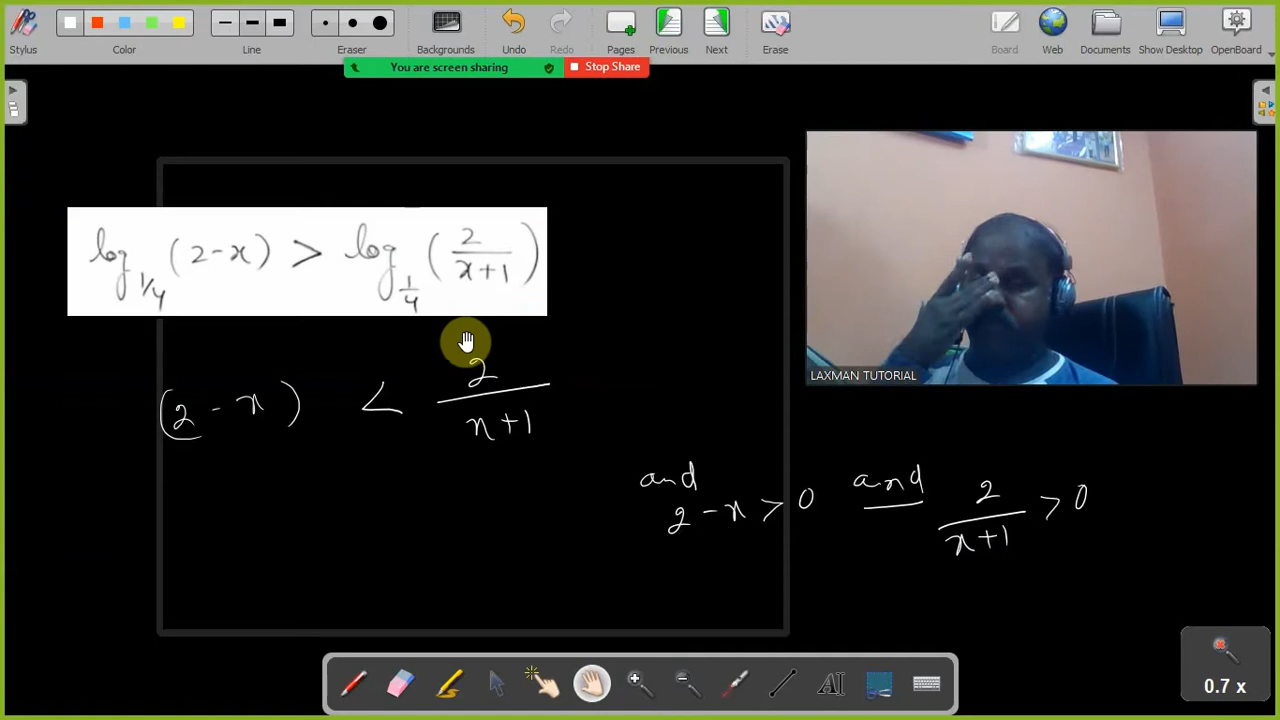 Stylus Color Line Eraser Backgrounds Undo Redo Pages Previous Next Erase Board Web Documents Show Desktop OpenBoard
You are screen sharing Stop Share
log_{1/4} (2-x) > log_{1/4} (2/(x+1))
LAXMAN TUTORIAL
(2-x) < 2/(x+1)
and
2-x > 0 and 2/(x+1) > 0
0.7 x